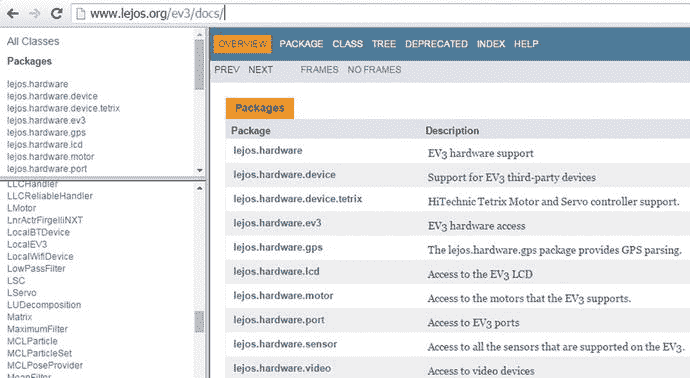 www.lejos.org/ev3/docs/
All Classes
Packages
lejos.hardware
lejos.hardware.device
lejos.hardware.device.tetrix
lejos.hardware.ev3
lejos.hardware.gps
lejos.hardware.lcd
lejos.hardware.motor
lejos.hardware.port
LLCHandler
LLCReliableHandler
LMotor
LnrActrFirgelliNXT
LocalBTDevice
LocalEV3
LocalWifiDevice
LowPassFilter
LSC
LServo
LUDecomposition
Matrix
MaximumFilter
MCLParticle
MCLParticleSet
MCLPoseProvider
MeanFilter
OVERVIEW PACKAGE CLASS TREE DEPRECATED INDEX HELP
PREV NEXT FRAMES NO FRAMES
Packages
Package Description
lejos.hardware EV3 hardware support
lejos.hardware.device Support for EV3 third-party devices
lejos.hardware.device.tetrix HiTechnic Tetrix Motor and Servo controller support.
lejos.hardware.ev3 EV3 hardware access
lejos.hardware.gps The lejos.hardware.gps package provides GPS parsing.
lejos.hardware.lcd Access to the EV3 LCD
lejos.hardware.motor Access to the motors that the EV3 supports.
lejos.hardware.port Access to EV3 ports
lejos.hardware.sensor Access to all the sensors that are supported on the EV3.
lejos.hardware.video Access to video devices